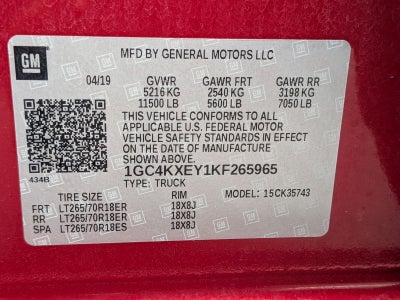 GM
MFD BY GENERAL MOTORS LLC
04/19 GVWR GAWR FRT GAWR RR
5216 KG 2540 KG 3198 KG
11500 LB 5600 LB 7050 LB
THIS VEHICLE CONFORMS TO ALL
APPLICABLE U.S. FEDERAL MOTOR
VEHICLE SAFETY STANDARDS IN EFFECT
ON THE DATE OF MANUFACTURE
SHOWN ABOVE.
1GC4KXEY1KF265965
434B TYPE: TRUCK
TIRE SIZE RIM MODEL: 15CK35743
FRT LT265/70R18ER 18X8J
RR LT265/70R18ER 18X8J
SPA LT265/70R18ES 18X8J